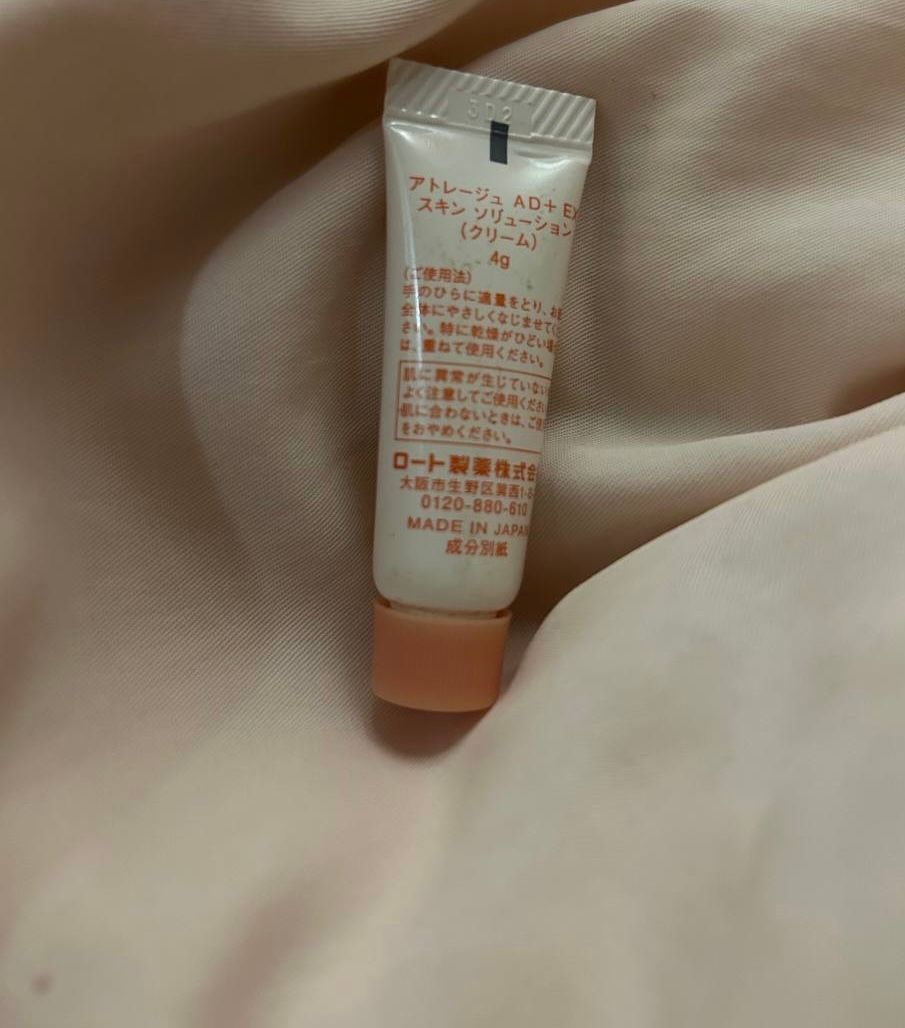 3D2
アトレージュ AD+ EX
スキン ソリューション
(クリーム)
4g
(ご使用法)
手のひらに適量をとり、お
全体にやさしくなじませてく
さい。特に乾燥がひどい場
は、重ねて使用ください。
肌に異常が生じていない
よく注意してご使用くださ
肌に合わないときは、ご使
をおやめください。
ロート製薬株式会
大阪市生野区巽西1-8-
0120-880-610
MADE IN JAPAN
成分別紙